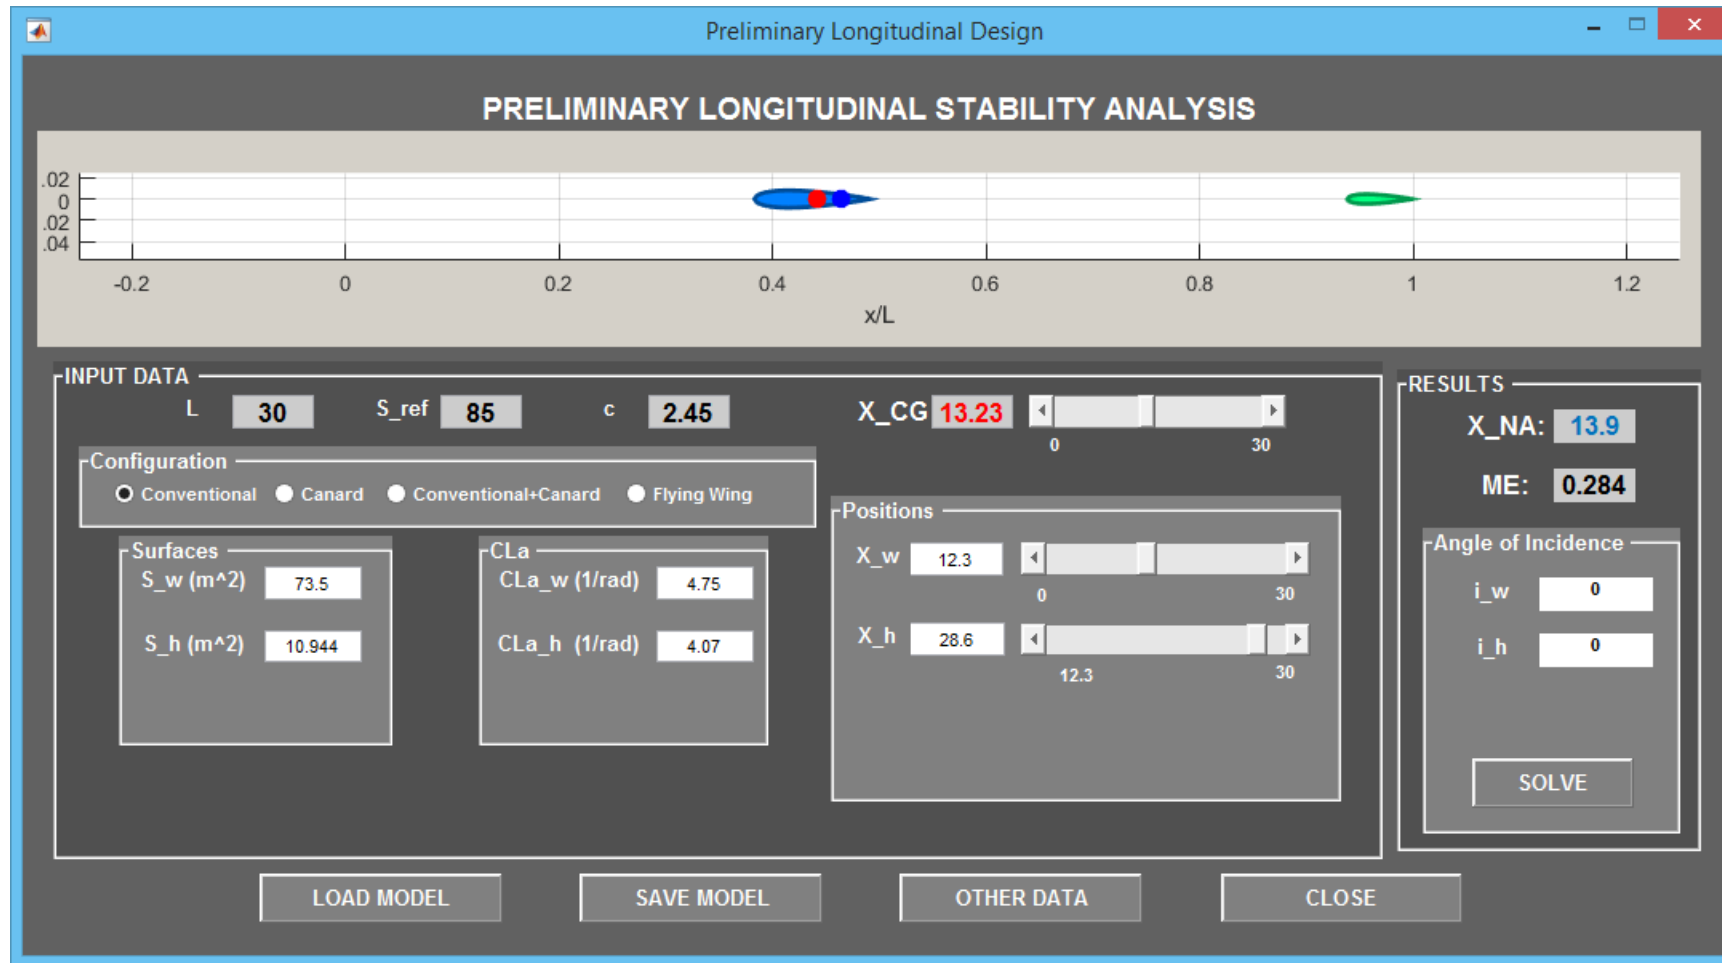 Preliminary Longitudinal Design
PRELIMINARY LONGITUDINAL STABILITY ANALYSIS
.02
0
.02
.04
-0.2 0 0.2 0.4 0.6 0.8 1 1.2
x/L
INPUT DATA
L 30 S_ref 85 c 2.45 X_CG 13.23
0 30
Configuration
Conventional Canard Conventional+Canard Flying Wing
Surfaces
S_w (m^2) 73.5
S_h (m^2) 10.944
CLa
CLa_w (1/rad) 4.75
CLa_h (1/rad) 4.07
Positions
X_w 12.3
0 30
X_h 28.6
12.3 30
RESULTS
X_NA: 13.9
ME: 0.284
Angle of Incidence
i_w 0
i_h 0
SOLVE
LOAD MODEL SAVE MODEL OTHER DATA CLOSE